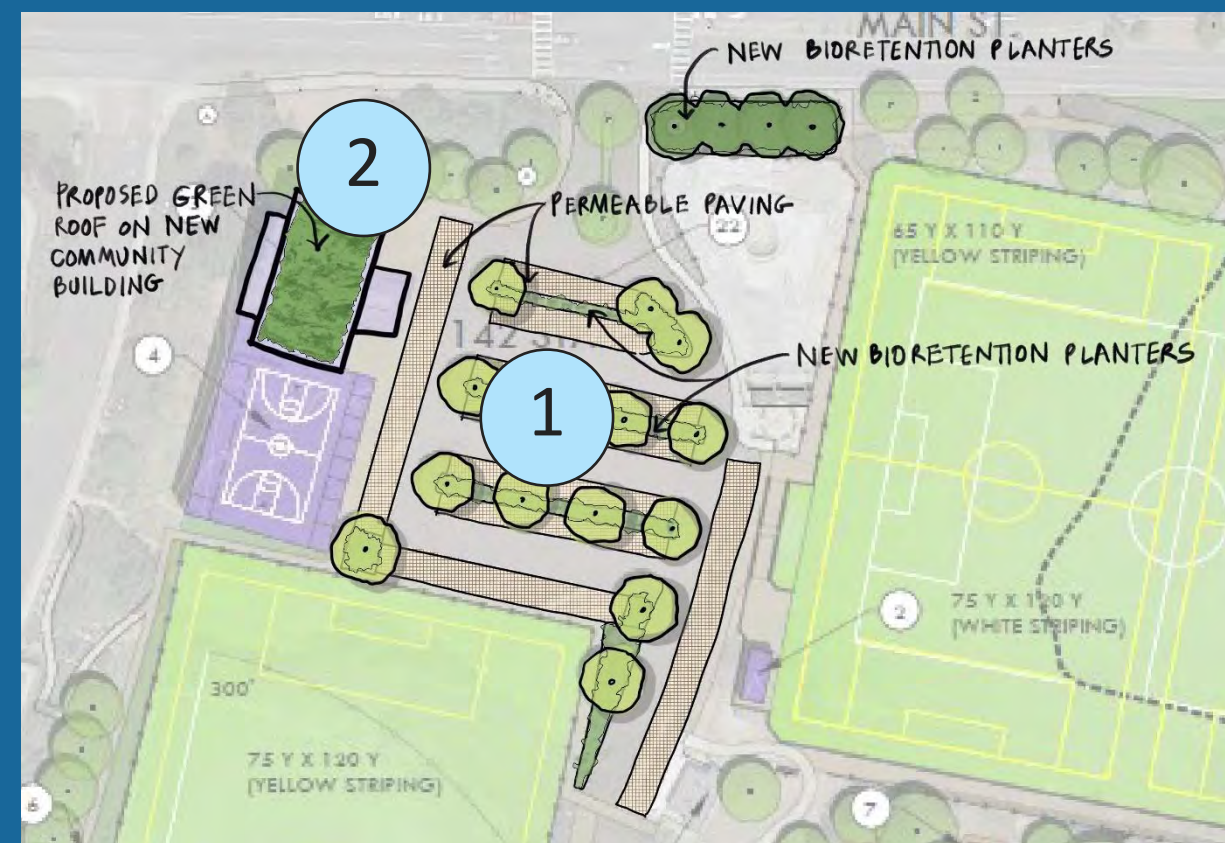 MAIN ST.
NEW BIORETENTION PLANTERS
2
PROPOSED GREEN
ROOF ON NEW
COMMUNITY
BUILDING
PERMEABLE PAVING
22
65 Y X 110 Y
(YELLOW STRIPING)
142
NEW BIORETENTION PLANTERS
4
1
2
75 Y X 120 Y
(WHITE STRIPING)
300'
75 Y X 120 Y
(YELLOW STRIPING)
6
7